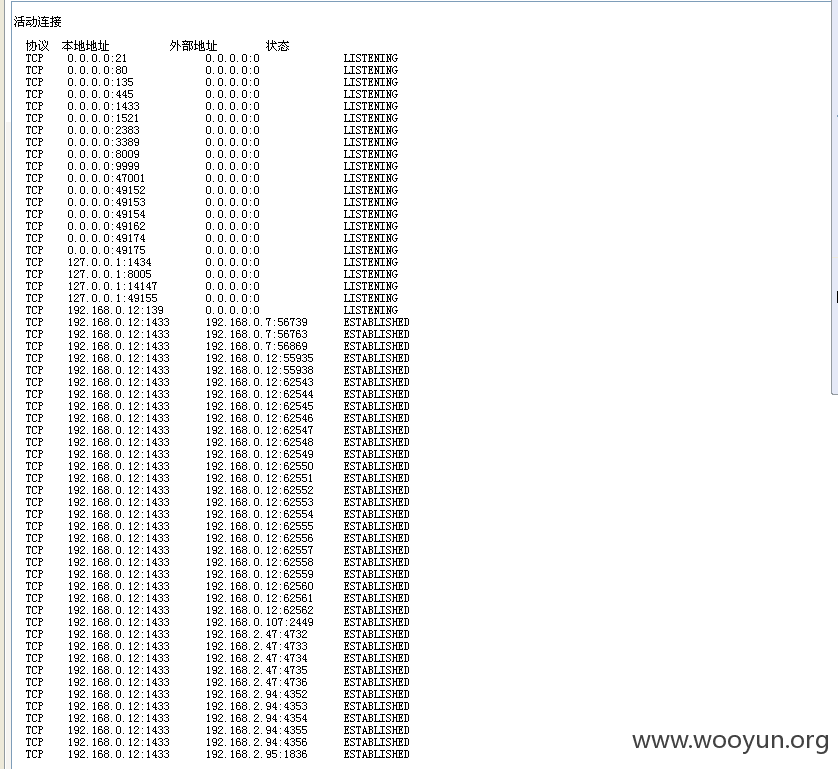 活动连接
协议 本地地址 外部地址 状态
TCP 0.0.0.0:21 0.0.0.0:0 LISTENING
TCP 0.0.0.0:80 0.0.0.0:0 LISTENING
TCP 0.0.0.0:135 0.0.0.0:0 LISTENING
TCP 0.0.0.0:445 0.0.0.0:0 LISTENING
TCP 0.0.0.0:1433 0.0.0.0:0 LISTENING
TCP 0.0.0.0:1521 0.0.0.0:0 LISTENING
TCP 0.0.0.0:2383 0.0.0.0:0 LISTENING
TCP 0.0.0.0:3389 0.0.0.0:0 LISTENING
TCP 0.0.0.0:8009 0.0.0.0:0 LISTENING
TCP 0.0.0.0:9999 0.0.0.0:0 LISTENING
TCP 0.0.0.0:47001 0.0.0.0:0 LISTENING
TCP 0.0.0.0:49152 0.0.0.0:0 LISTENING
TCP 0.0.0.0:49153 0.0.0.0:0 LISTENING
TCP 0.0.0.0:49154 0.0.0.0:0 LISTENING
TCP 0.0.0.0:49162 0.0.0.0:0 LISTENING
TCP 0.0.0.0:49174 0.0.0.0:0 LISTENING
TCP 0.0.0.0:49175 0.0.0.0:0 LISTENING
TCP 127.0.0.1:1434 0.0.0.0:0 LISTENING
TCP 127.0.0.1:8005 0.0.0.0:0 LISTENING
TCP 127.0.0.1:14147 0.0.0.0:0 LISTENING
TCP 127.0.0.1:49155 0.0.0.0:0 LISTENING
TCP 192.168.0.12:139 0.0.0.0:0 LISTENING
TCP 192.168.0.12:1433 192.168.0.7:56739 ESTABLISHED
TCP 192.168.0.12:1433 192.168.0.7:56763 ESTABLISHED
TCP 192.168.0.12:1433 192.168.0.7:56869 ESTABLISHED
TCP 192.168.0.12:1433 192.168.0.12:55935 ESTABLISHED
TCP 192.168.0.12:1433 192.168.0.12:55938 ESTABLISHED
TCP 192.168.0.12:1433 192.168.0.12:62543 ESTABLISHED
TCP 192.168.0.12:1433 192.168.0.12:62544 ESTABLISHED
TCP 192.168.0.12:1433 192.168.0.12:62545 ESTABLISHED
TCP 192.168.0.12:1433 192.168.0.12:62546 ESTABLISHED
TCP 192.168.0.12:1433 192.168.0.12:62547 ESTABLISHED
TCP 192.168.0.12:1433 192.168.0.12:62548 ESTABLISHED
TCP 192.168.0.12:1433 192.168.0.12:62549 ESTABLISHED
TCP 192.168.0.12:1433 192.168.0.12:62550 ESTABLISHED
TCP 192.168.0.12:1433 192.168.0.12:62551 ESTABLISHED
TCP 192.168.0.12:1433 192.168.0.12:62552 ESTABLISHED
TCP 192.168.0.12:1433 192.168.0.12:62553 ESTABLISHED
TCP 192.168.0.12:1433 192.168.0.12:62554 ESTABLISHED
TCP 192.168.0.12:1433 192.168.0.12:62555 ESTABLISHED
TCP 192.168.0.12:1433 192.168.0.12:62556 ESTABLISHED
TCP 192.168.0.12:1433 192.168.0.12:62557 ESTABLISHED
TCP 192.168.0.12:1433 192.168.0.12:62558 ESTABLISHED
TCP 192.168.0.12:1433 192.168.0.12:62559 ESTABLISHED
TCP 192.168.0.12:1433 192.168.0.12:62560 ESTABLISHED
TCP 192.168.0.12:1433 192.168.0.12:62561 ESTABLISHED
TCP 192.168.0.12:1433 192.168.0.12:62562 ESTABLISHED
TCP 192.168.0.12:1433 192.168.0.107:2449 ESTABLISHED
TCP 192.168.0.12:1433 192.168.2.47:4732 ESTABLISHED
TCP 192.168.0.12:1433 192.168.2.47:4733 ESTABLISHED
TCP 192.168.0.12:1433 192.168.2.47:4734 ESTABLISHED
TCP 192.168.0.12:1433 192.168.2.47:4735 ESTABLISHED
TCP 192.168.0.12:1433 192.168.2.47:4736 ESTABLISHED
TCP 192.168.0.12:1433 192.168.2.94:4352 ESTABLISHED
TCP 192.168.0.12:1433 192.168.2.94:4353 ESTABLISHED
TCP 192.168.0.12:1433 192.168.2.94:4354 ESTABLISHED
TCP 192.168.0.12:1433 192.168.2.94:4355 ESTABLISHED
TCP 192.168.0.12:1433 192.168.2.94:4356 ESTABLISHED
TCP 192.168.0.12:1433 192.168.2.95:1836 ESTABLISHED
www.wooyun.org